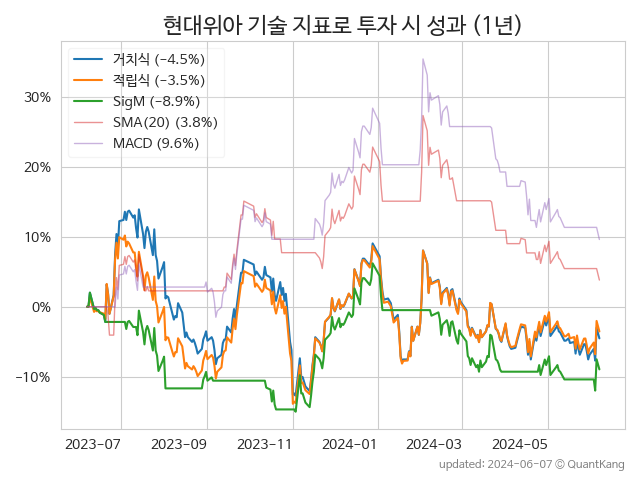 현대위아 기술 지표로 투자 시 성과 (1년)
거치식 (−4.5%)
적립식 (−3.5%)
SigM (−8.9%)
SMA(20) (3.8%)
MACD (9.6%)
30%
20%
10%
0%
−10%
2023-07
2023-09
2023-11
2024-01
2024-03
2024-05
updated: 2024-06-07 ⓒ QuantKang